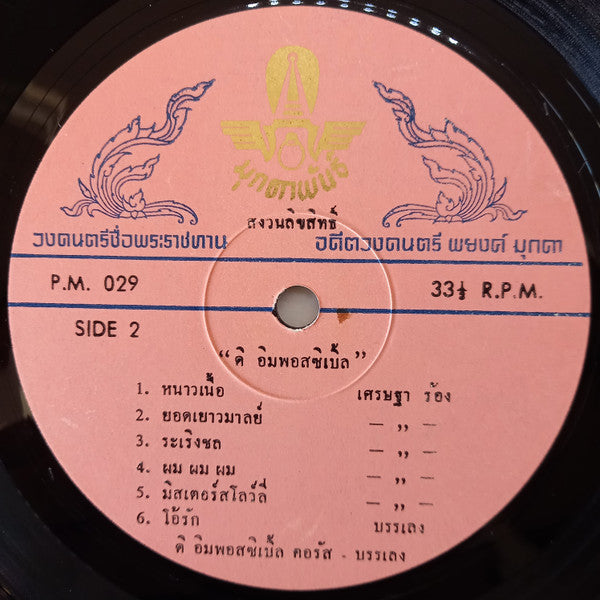 มุกดาพันธ์
สงวนลิขสิทธิ์
วงดนตรีชื่อพระราชทาน อดีตวงดนตรี พยงค์ มุกดา
P.M. 029 33⅓ R.P.M.
SIDE 2
“ดิ อิมพอสซิเบิ้ล”
1. หนาวเนื้อ เศรษฐา ร้อง
2. ยอดเยาวมาลย์ — ,, —
3. ระเริงชล — ,, —
4. ผม ผม ผม — ,, —
5. มิสเตอร์สโลว์ลี่ — ,, —
6. โอ้รัก บรรเลง
ดิ อิมพอสซิเบิ้ล คอรัส - บรรเลง